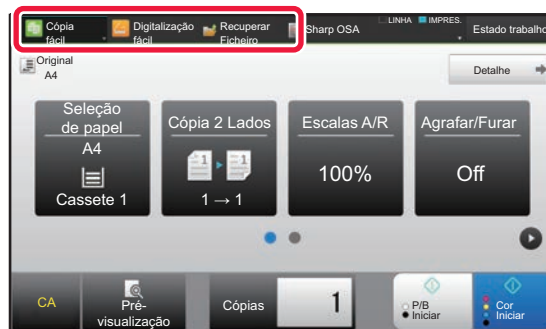 Cópia fácil
Digitalização fácil
Recuperar Ficheiro
Sharp OSA
LINHA
IMPRES.
Estado trabalho
Original
A4
Detalhe
Seleção
de papel
A4
Cassete 1
Cópia 2 Lados
1
1
1 → 1
Escalas A/R
100%
Agrafar/Furar
Off
CA
Pré-
visualização
Cópias
1
P/B
Iniciar
Cor
Iniciar